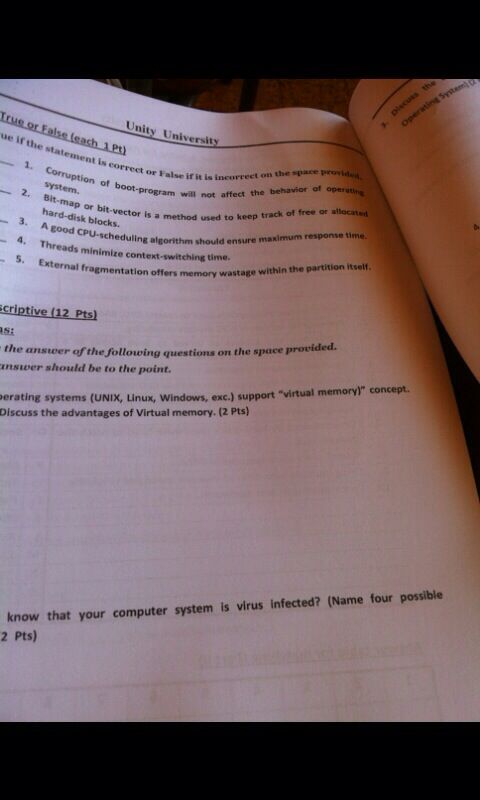 Unity University
True or False (each 1 Pt)
ue if the statement is correct or False if it is incorrect on the space provided.
1. Corruption of boot-program will not affect the behavior of operating
system.
2. Bit-map or bit-vector is a method used to keep track of free or allocated
hard-disk blocks.
3. A good CPU-scheduling algorithm should ensure maximum response time.
4. Threads minimize context-switching time.
5. External fragmentation offers memory wastage within the partition itself.
scriptive (12 Pts)
ns:
the answer of the following questions on the space provided.
answer should be to the point.
perating systems (UNIX, Linux, Windows, exc.) support "virtual memory)" concept.
Discuss the advantages of Virtual memory. (2 Pts)
know that your computer system is virus infected? (Name four possible
2 Pts)
3. Discuss the
Operating System) (2